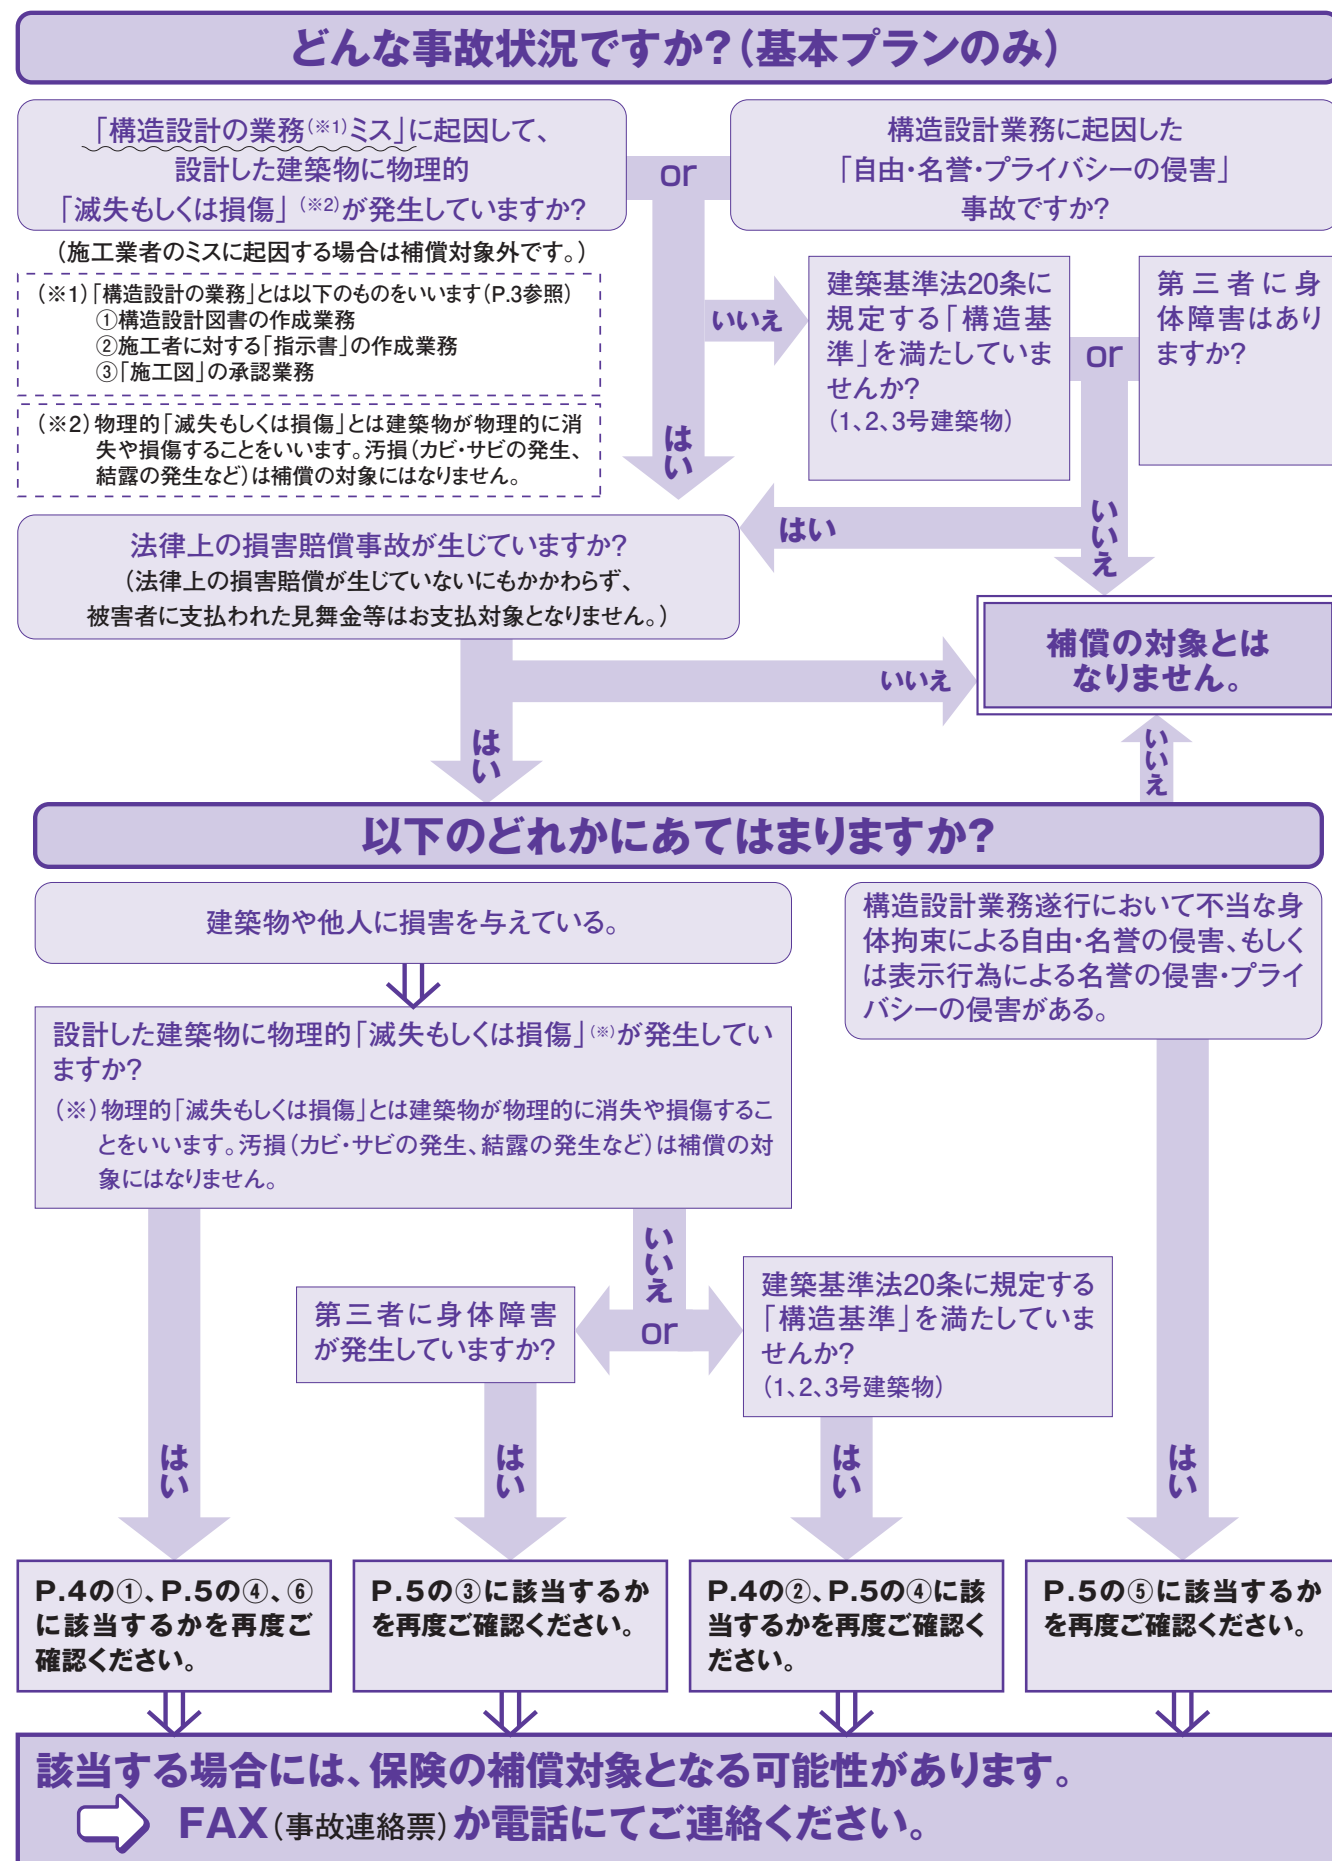 どんな事故状況ですか？（基本プランのみ）
「構造設計の業務（※1）ミス」に起因して、
設計した建築物に物理的
「滅失もしくは損傷」（※2）が発生していますか？
or
構造設計業務に起因した
「自由・名誉・プライバシーの侵害」
事故ですか？
（施工業者のミスに起因する場合は補償対象外です。）
（※1）「構造設計の業務」とは以下のものをいいます（P.3参照）
①構造設計図書の作成業務
②施工者に対する「指示書」の作成業務
③「施工図」の承認業務
（※2）物理的「滅失もしくは損傷」とは建築物が物理的に消
失や損傷することをいいます。汚損（カビ・サビの発生、
結露の発生など）は補償の対象にはなりません。
はい
いいえ
建築基準法20条に
規定する「構造基
準」を満たしていま
せんか？
（1、2、3号建築物）
or
第三者に身
体障害はあり
ますか？
はい
いいえ
法律上の損害賠償事故が生じていますか？
（法律上の損害賠償が生じていないにもかかわらず、
被害者に支払われた見舞金等はお支払対象となりません。）
補償の対象とは
なりません。
いいえ
はい
いいえ
以下のどれかにあてはまりますか？
建築物や他人に損害を与えている。
構造設計業務遂行において不当な身
体拘束による自由・名誉の侵害、もしく
は表示行為による名誉の侵害・プライ
バシーの侵害がある。
設計した建築物に物理的「滅失もしくは損傷」（※）が発生してい
ますか？
（※）物理的「滅失もしくは損傷」とは建築物が物理的に消失や損傷するこ
とをいいます。汚損（カビ・サビの発生、結露の発生など）は補償の対
象にはなりません。
いいえ
第三者に身体障害
が発生していますか？
or
建築基準法20条に規定する
「構造基準」を満たしていま
せんか？
（1、2、3号建築物）
はい
はい
はい
はい
P.4の①、P.5の④、⑥
に該当するかを再度ご
確認ください。
P.5の③に該当するか
を再度ご確認ください。
P.4の②、P.5の④に該
当するかを再度ご確認く
ださい。
P.5の⑤に該当するか
を再度ご確認ください。
該当する場合には、保険の補償対象となる可能性があります。
FAX（事故連絡票）か電話にてご連絡ください。